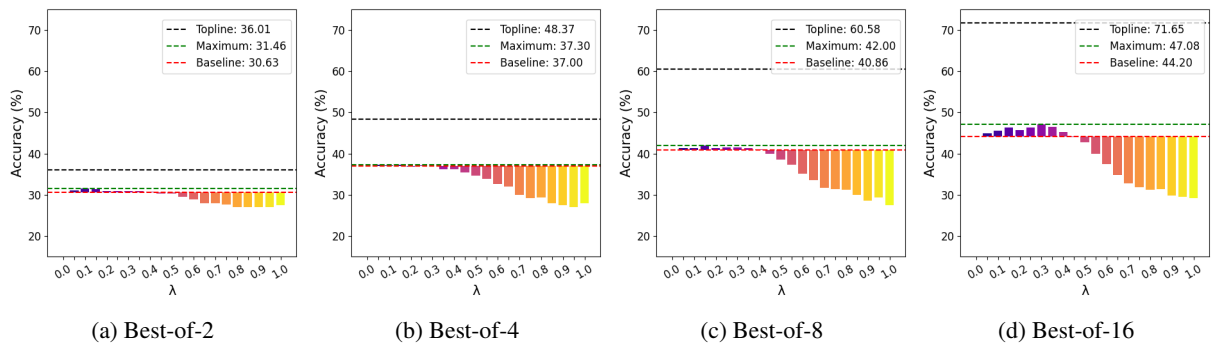 Topline: 36.01
Maximum: 31.46
Baseline: 30.63
Accuracy (%)
70
60
50
40
30
20
0.0 0.1 0.2 0.3 0.4 0.5 0.6 0.7 0.8 0.9 1.0
λ
(a) Best-of-2
Topline: 48.37
Maximum: 37.30
Baseline: 37.00
Accuracy (%)
70
60
50
40
30
20
0.0 0.1 0.2 0.3 0.4 0.5 0.6 0.7 0.8 0.9 1.0
λ
(b) Best-of-4
Topline: 60.58
Maximum: 42.00
Baseline: 40.86
Accuracy (%)
70
60
50
40
30
20
0.0 0.1 0.2 0.3 0.4 0.5 0.6 0.7 0.8 0.9 1.0
λ
(c) Best-of-8
Topline: 71.65
Maximum: 47.08
Baseline: 44.20
Accuracy (%)
70
60
50
40
30
20
0.0 0.1 0.2 0.3 0.4 0.5 0.6 0.7 0.8 0.9 1.0
λ
(d) Best-of-16